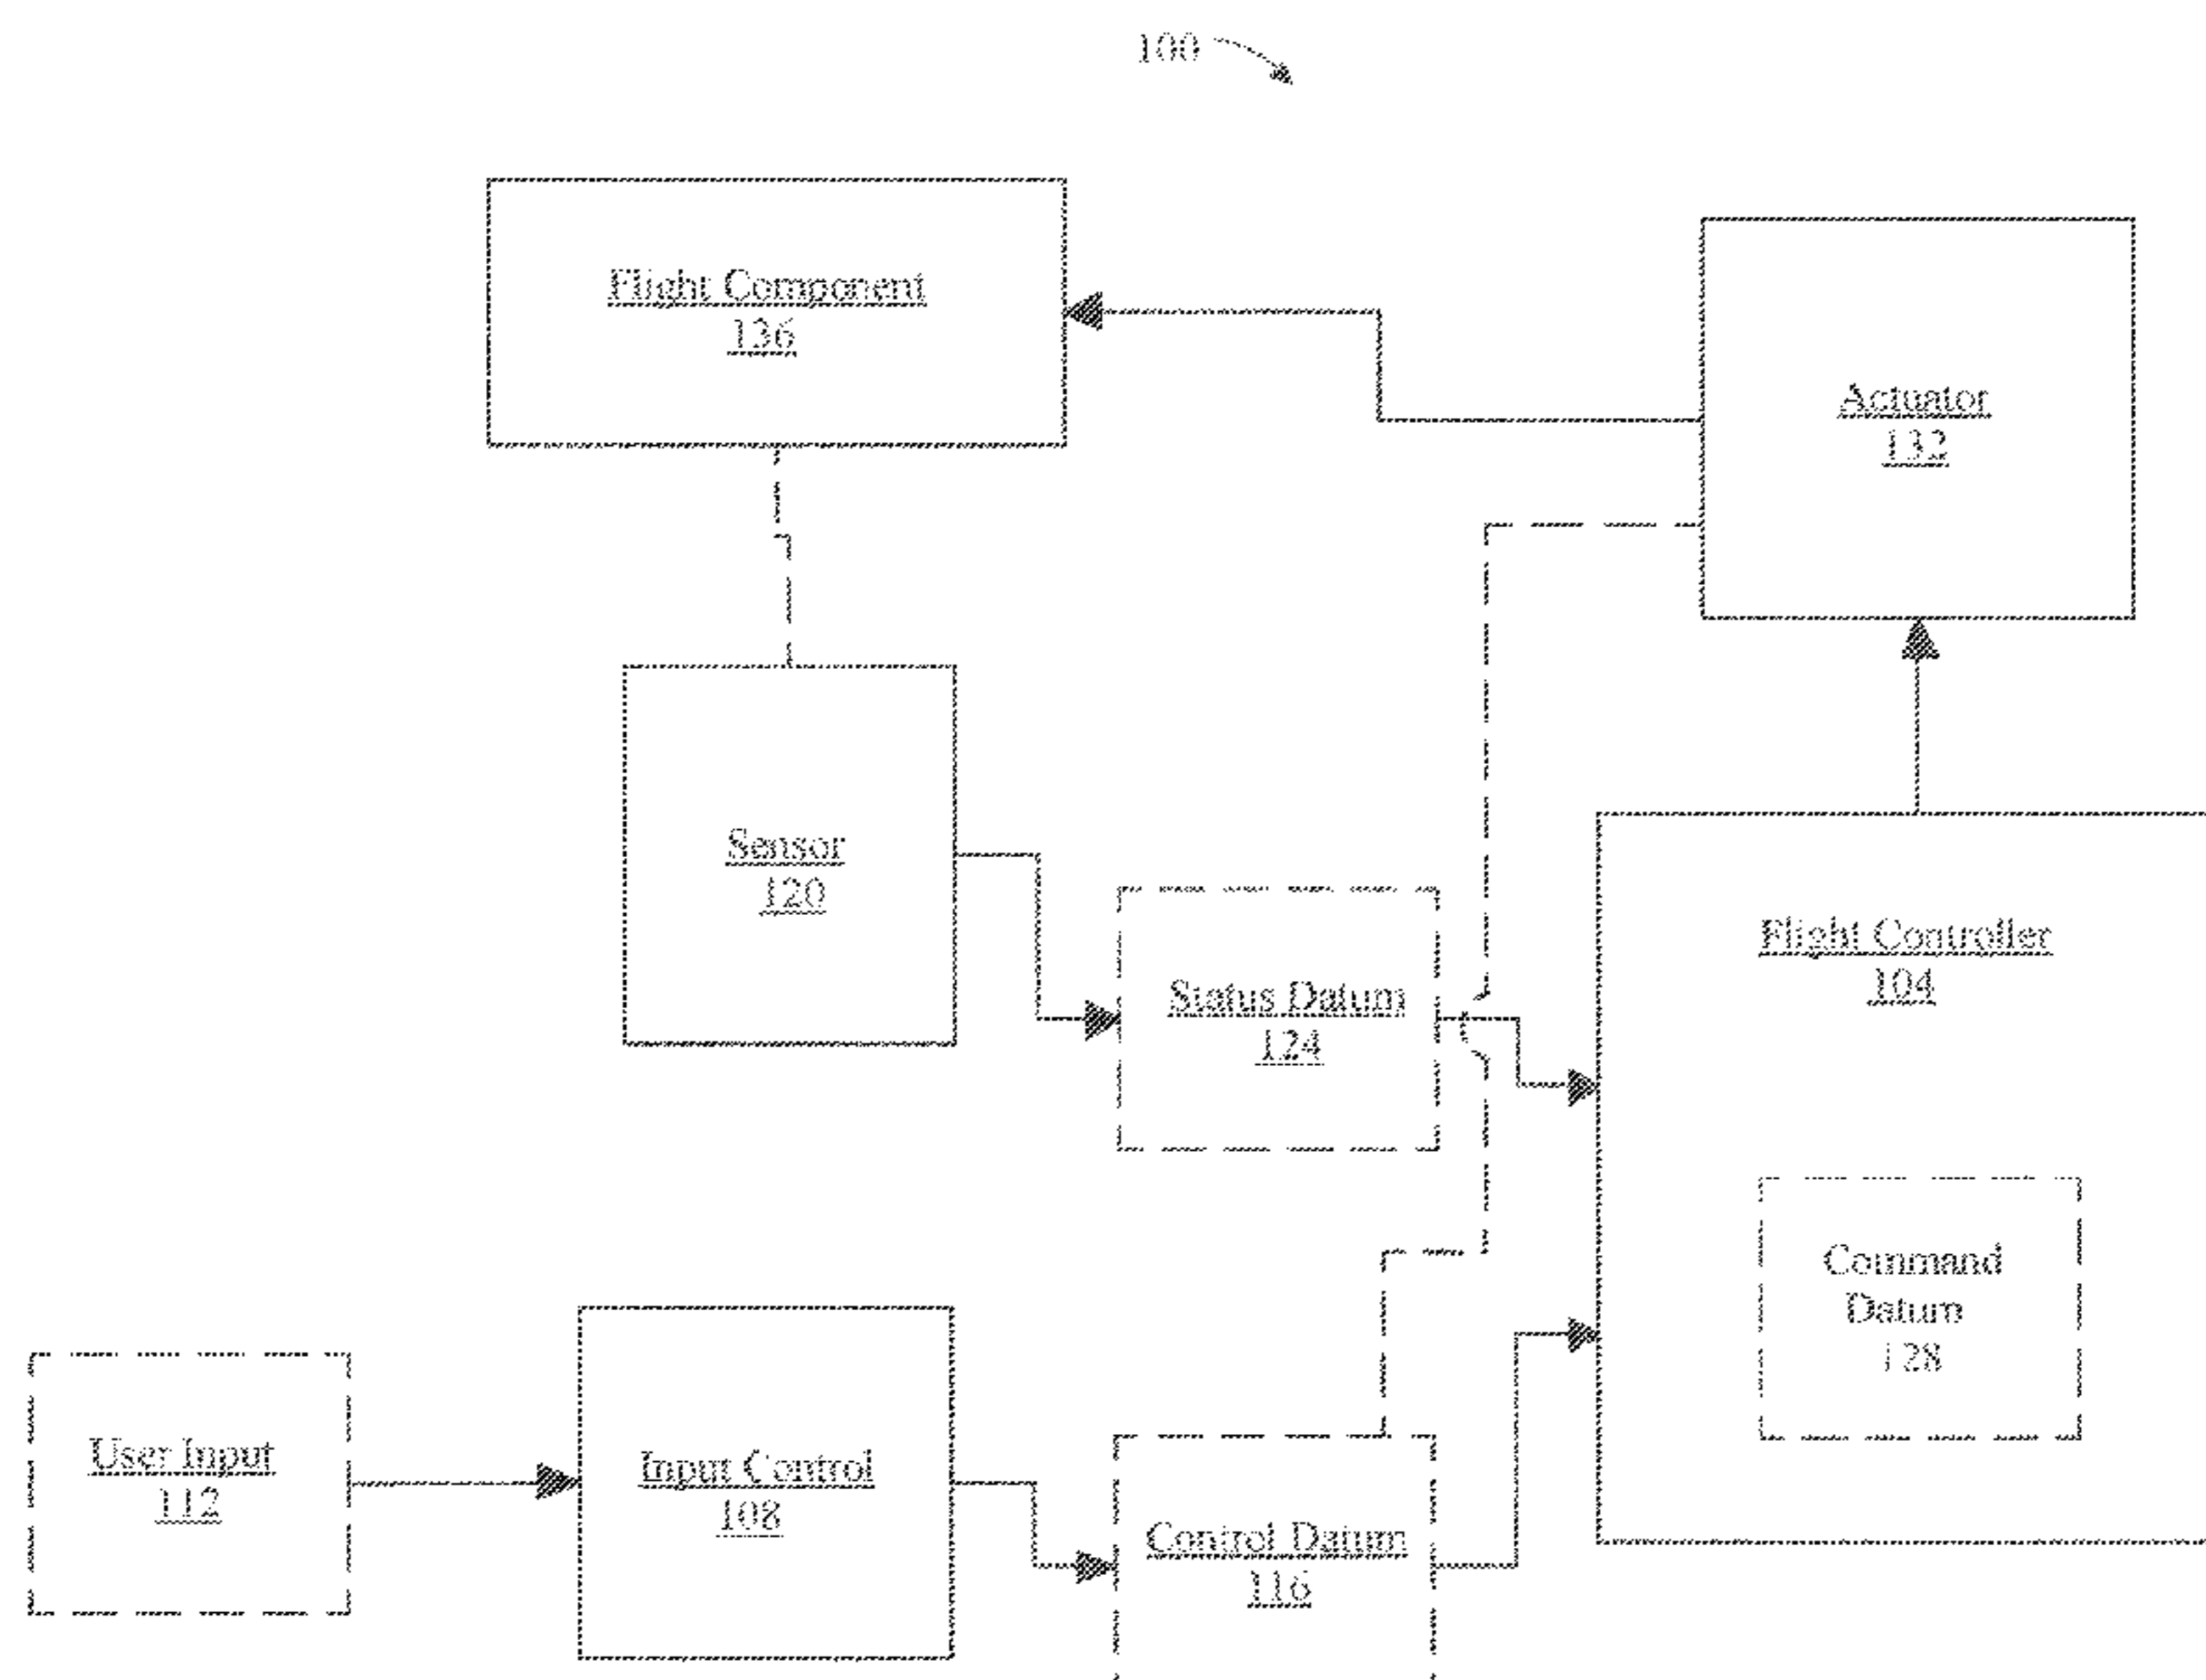 100
Flight Component
136
Actuator
132
Sensor
120
Flight Controller
104
Status Datum
124
Command
Datum
128
User Input
112
Input Control
108
Control Datum
116